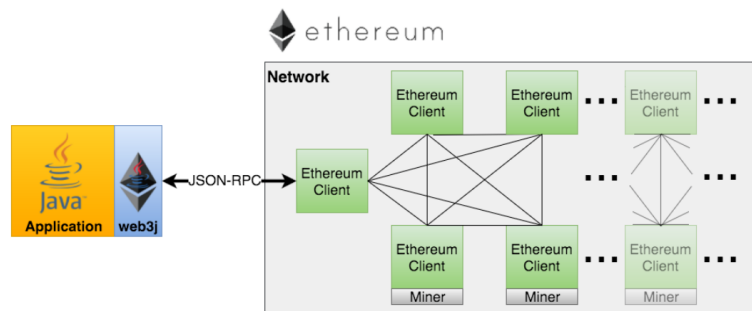 ethereum
Network
Ethereum
Client
Ethereum
Client
Ethereum
Client
Java™
Application
web3j
JSON-RPC
Ethereum
Client
Ethereum
Client
Ethereum
Client
Ethereum
Client
Miner
Miner
Miner